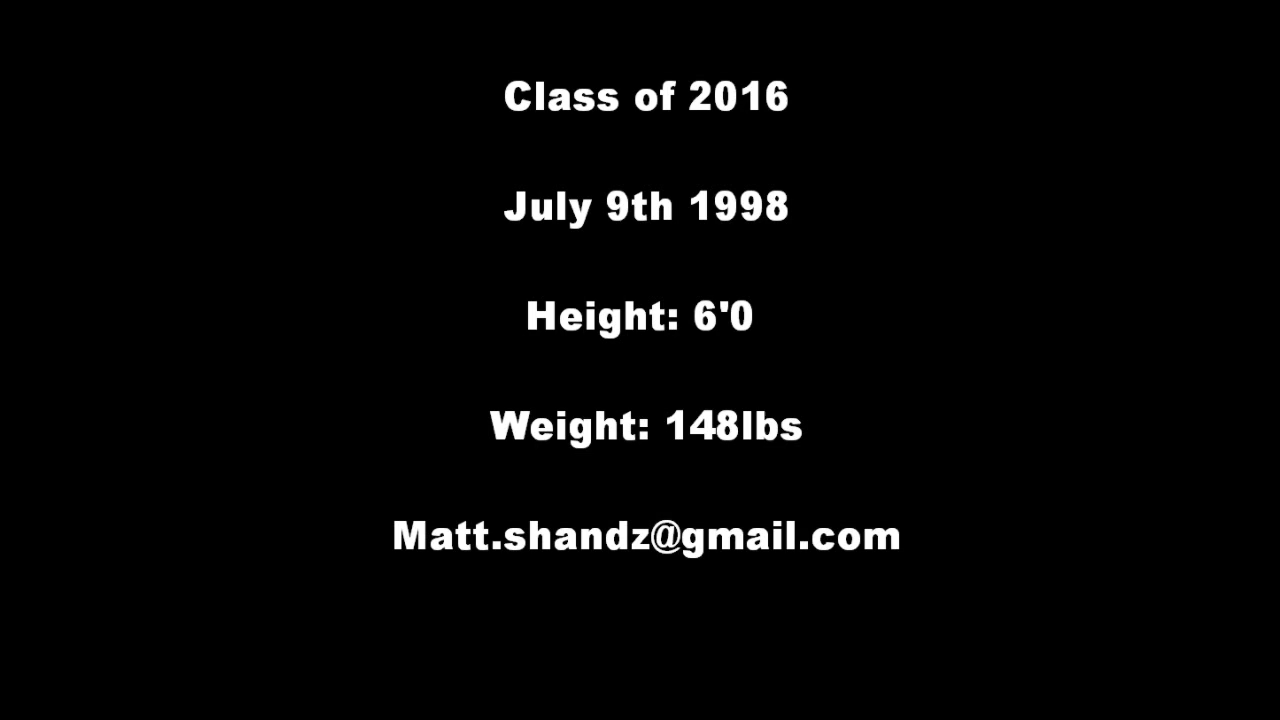 Class of 2016
July 9th 1998
Height: 6'0
Weight: 148lbs
Matt.shandz@gmail.com